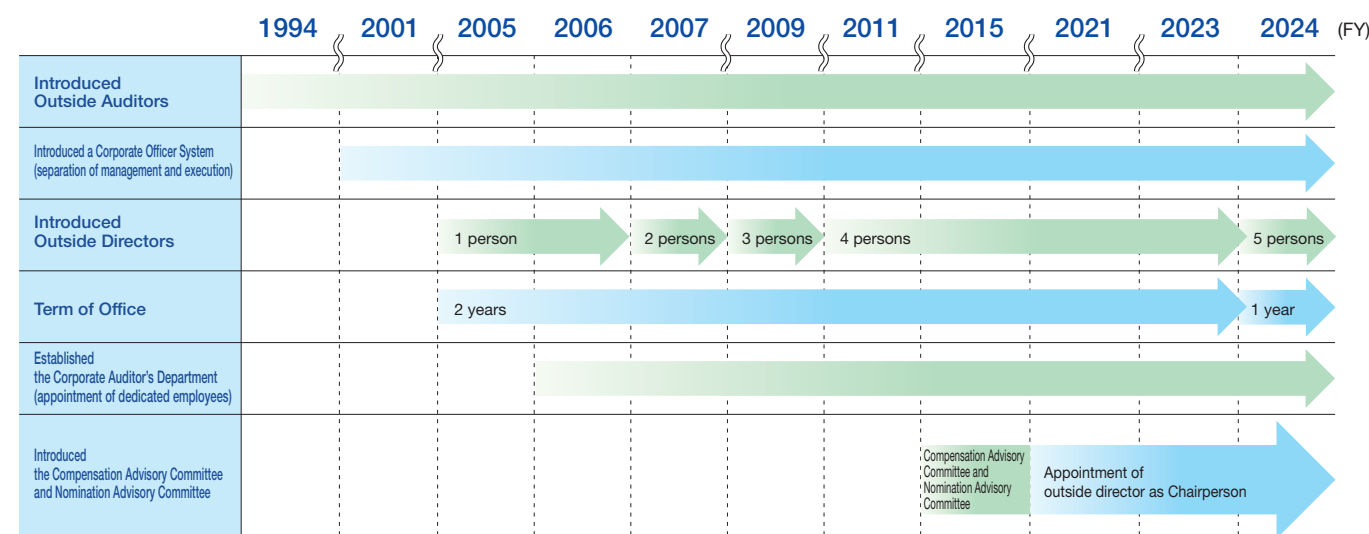 1994 2001 2005 2006 2007 2009 2011 2015 2021 2023 2024 (FY)
Introduced
Outside Auditors
Introduced a Corporate Officer System
(separation of management and execution)
Introduced
Outside Directors
1 person 2 persons 3 persons 4 persons 5 persons
Term of Office
2 years 1 year
Established
the Corporate Auditor's Department
(appointment of dedicated employees)
Introduced
the Compensation Advisory Committee
and Nomination Advisory Committee
Compensation Advisory
Committee and
Nomination Advisory
Committee
Appointment of
outside director as Chairperson